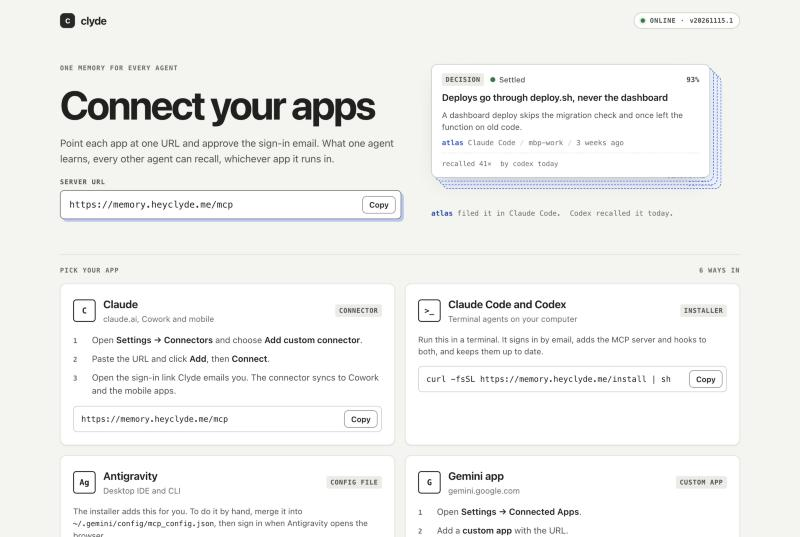 C clyde
ONLINE · v20261115.1
ONE MEMORY FOR EVERY AGENT
Connect your apps
Point each app at one URL and approve the sign-in email. What one agent
learns, every other agent can recall, whichever app it runs in.
SERVER URL
https://memory.heyclyde.me/mcp
Copy
DECISION Settled 93%
Deploys go through deploy.sh, never the dashboard
A dashboard deploy skips the migration check and once left the
function on old code.
atlas Claude Code / mbp-work / 3 weeks ago
recalled 41× by codex today
atlas filed it in Claude Code. Codex recalled it today.
PICK YOUR APP
6 WAYS IN
C
Claude
claude.ai, Cowork and mobile
CONNECTOR
1 Open Settings → Connectors and choose Add custom connector.
2 Paste the URL and click Add, then Connect.
3 Open the sign-in link Clyde emails you. The connector syncs to Cowork
and the mobile apps.
https://memory.heyclyde.me/mcp
Copy
>_
Claude Code and Codex
Terminal agents on your computer
INSTALLER
Run this in a terminal. It signs in by email, adds the MCP server and hooks to
both, and keeps them up to date.
curl -fsSL https://memory.heyclyde.me/install | sh
Copy
Ag
Antigravity
Desktop IDE and CLI
CONFIG FILE
The installer adds this for you. To do it by hand, merge it into
~/.gemini/config/mcp_config.json, then sign in when Antigravity opens the
browser.
G
Gemini app
gemini.google.com
CUSTOM APP
1 Open Settings → Connected Apps.
2 Add a custom app with the URL.